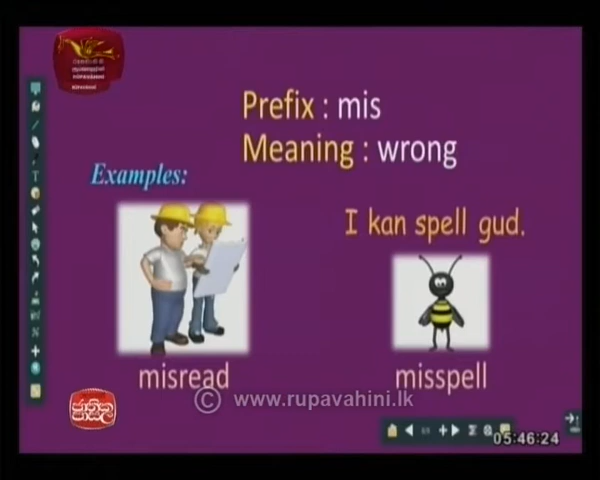 Prefix : mis
Meaning : wrong
Examples:
I kan spell gud.
misread
misspell
© www.rupavahini.lk
05:46:24